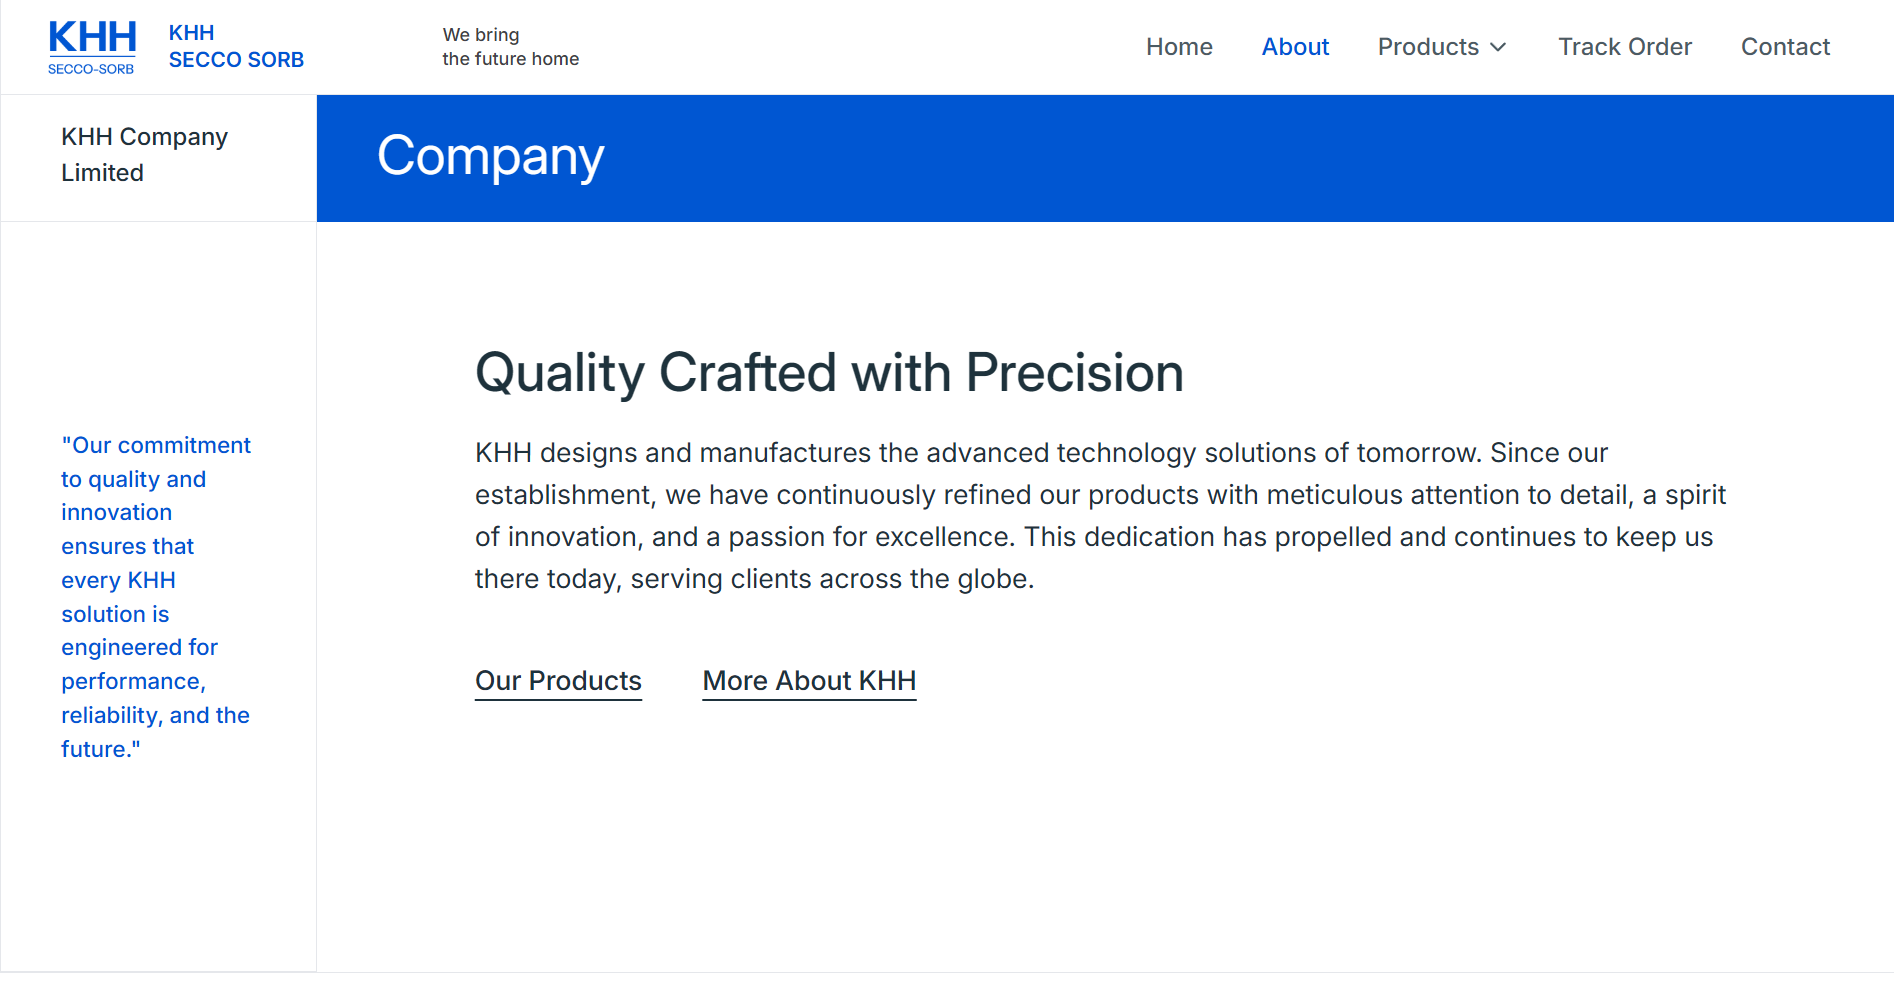 KHH
SECCO-SORB
KHH
SECCO SORB
We bring
the future home
Home About Products Track Order Contact
KHH Company
Limited
Company
"Our commitment
to quality and
innovation
ensures that
every KHH
solution is
engineered for
performance,
reliability, and the
future."
Quality Crafted with Precision
KHH designs and manufactures the advanced technology solutions of tomorrow. Since our
establishment, we have continuously refined our products with meticulous attention to detail, a spirit
of innovation, and a passion for excellence. This dedication has propelled and continues to keep us
there today, serving clients across the globe.
Our Products More About KHH